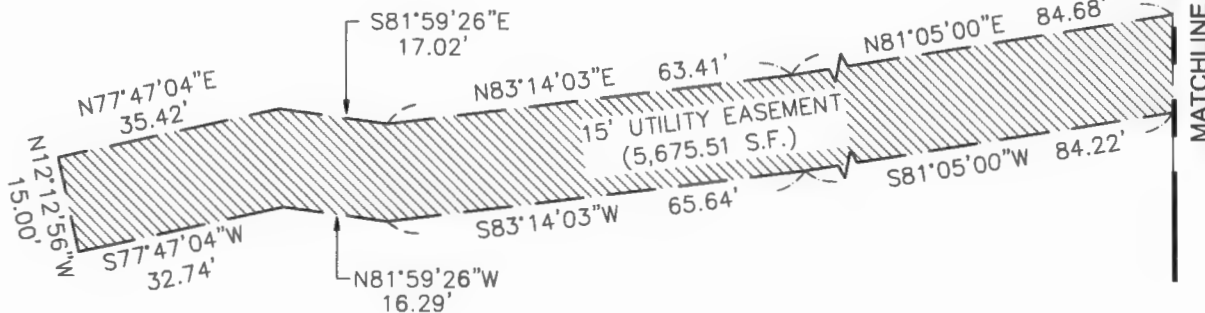 S81°59'26"E
17.02'
84.68'
N81°05'00"E
MATCHLINE
N83°14'03"E
63.41'
N77°47'04"E
35.42'
15' UTILITY EASEMENT
(5,675.51 S.F.)
N12°12'56"W
15.00'
S81°05'00"W
84.22'
S83°14'03"W
65.64'
S77°47'04"W
32.74'
N81°59'26"W
16.29'